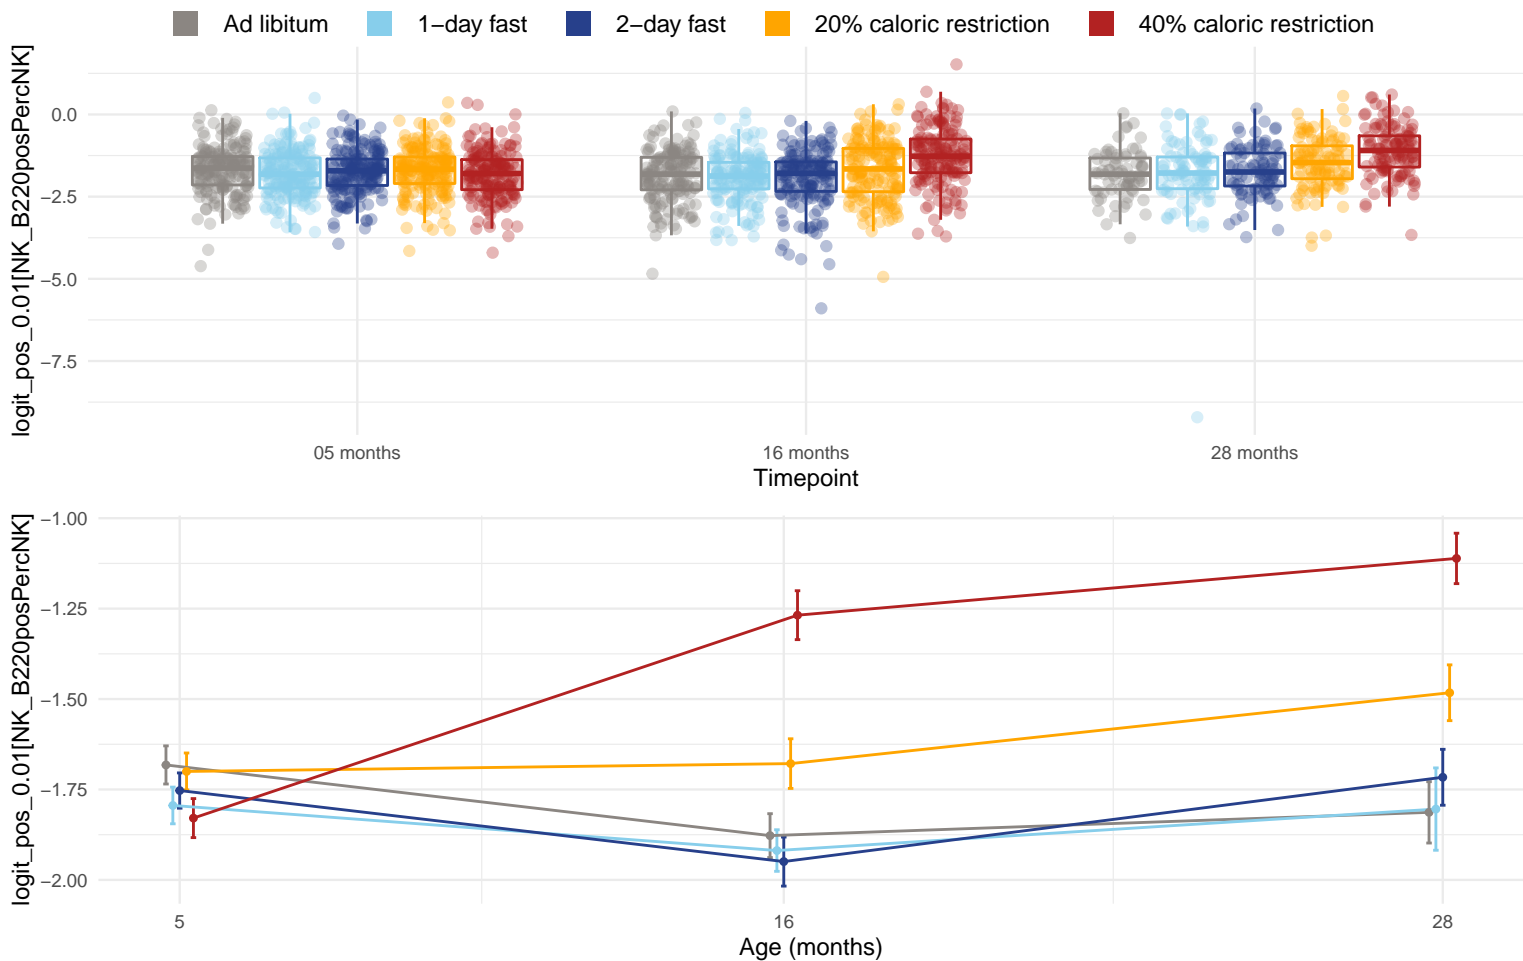 Ad libitum 1−day fast 2−day fast 20% caloric restriction 40% caloric restriction
logit_pos_0.01[NK_B220posPercNK]
0.0
−2.5
−5.0
−7.5
05 months 16 months 28 months
Timepoint
logit_pos_0.01[NK_B220posPercNK]
−1.00
−1.25
−1.50
−1.75
−2.00
5 16 28
Age (months)